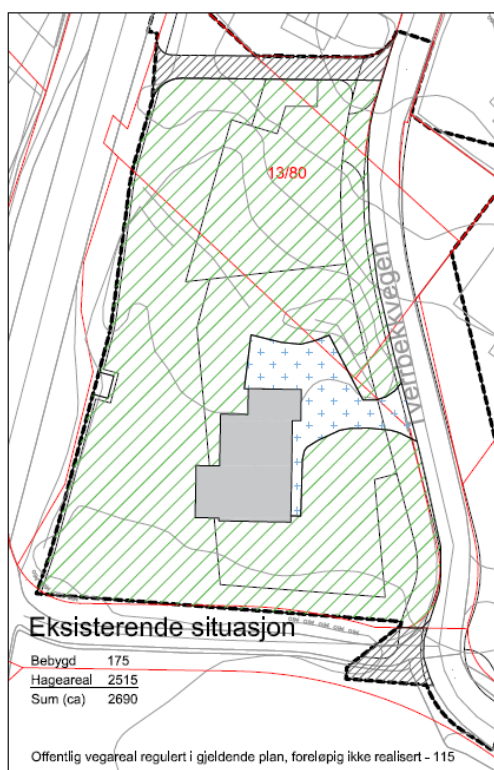 13/80
Tverrbekkvegen
Eksisterende situasjon
Bebygd 175
Hageareal 2515
Sum (ca) 2690
Offentlig vegareal regulert i gjeldende plan, foreløpig ikke realisert - 115